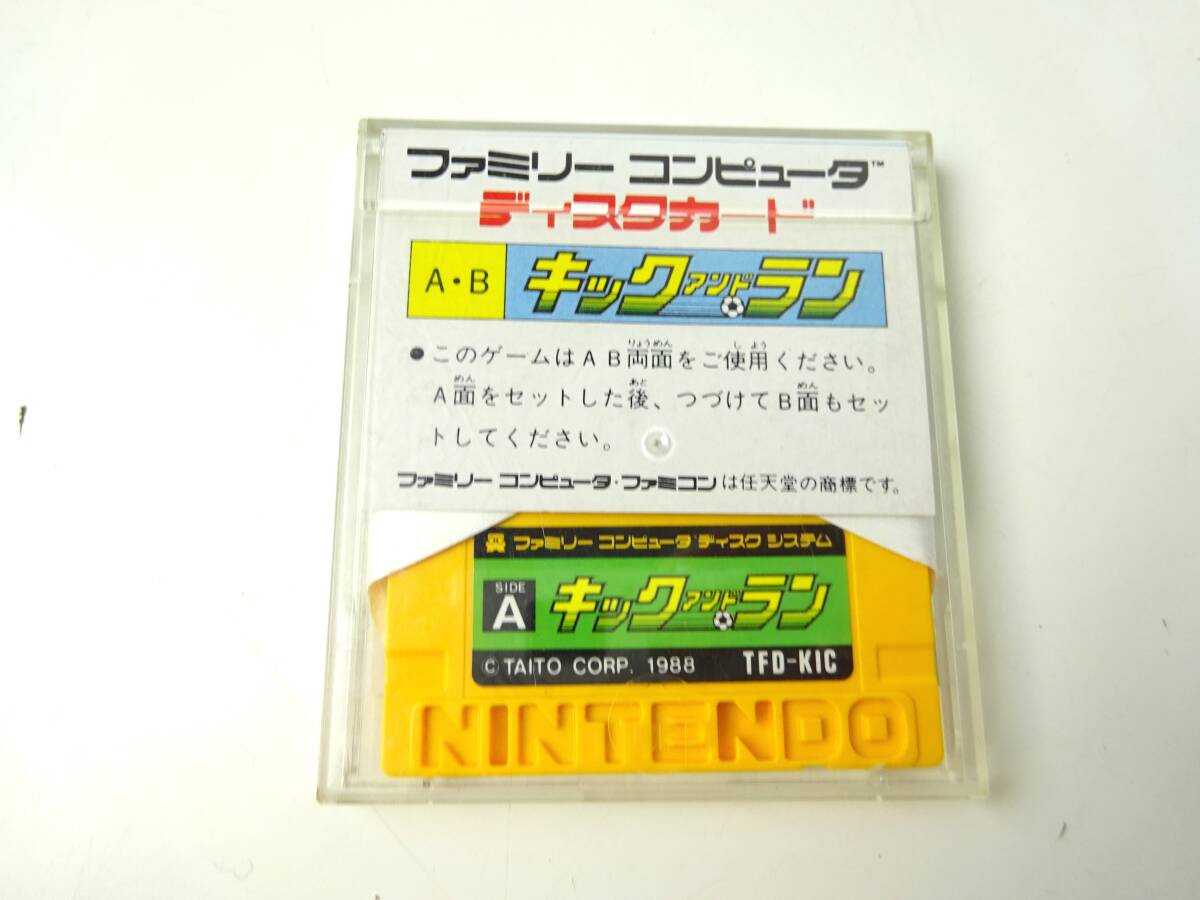 ファミリー コンピュータ™
ディスクカード
A・B キックアンドラン
●このゲームはAB両面をご使用ください。
A面をセットした後、つづけてB面もセッ
トしてください。
ファミリー コンピュータ・ファミコンは任天堂の商標です。
ファミリー コンピュータ ディスク システム
SIDE
A キックアンドラン
© TAITO CORP. 1988 TFD-KIC
NINTENDO